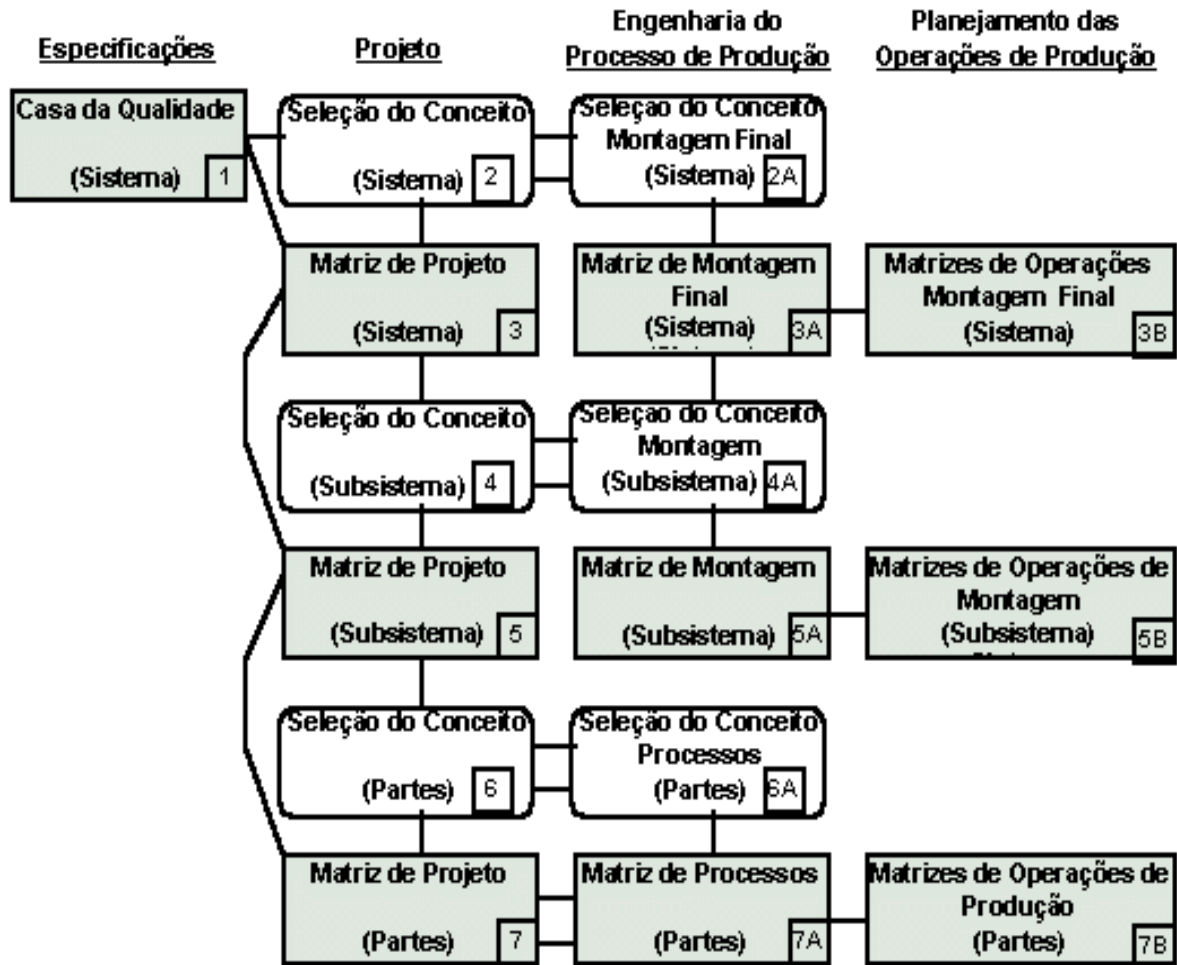 Especificações
Projeto
Engenharia do
Processo de Produção
Planejamento das
Operações de Produção
Casa da Qualidade
(Sistema) 1
Seleção do Conceito
(Sistema) 2
Seleção do Conceito
Montagem Final
(Sistema) 2A
Matriz de Projeto
(Sistema) 3
Matriz de Montagem
Final
(Sistema) 3A
Matrizes de Operações
Montagem Final
(Sistema) 3B
Seleção do Conceito
(Subsistema) 4
Seleção do Conceito
Montagem
(Subsistema) 4A
Matriz de Projeto
(Subsistema) 5
Matriz de Montagem
(Subsistema) 5A
Matrizes de Operações de
Montagem
(Subsistema) 5B
Seleção do Conceito
(Partes) 6
Seleção do Conceito
Processos
(Partes) 6A
Matriz de Projeto
(Partes) 7
Matriz de Processos
(Partes) 7A
Matrizes de Operações de
Produção
(Partes) 7B